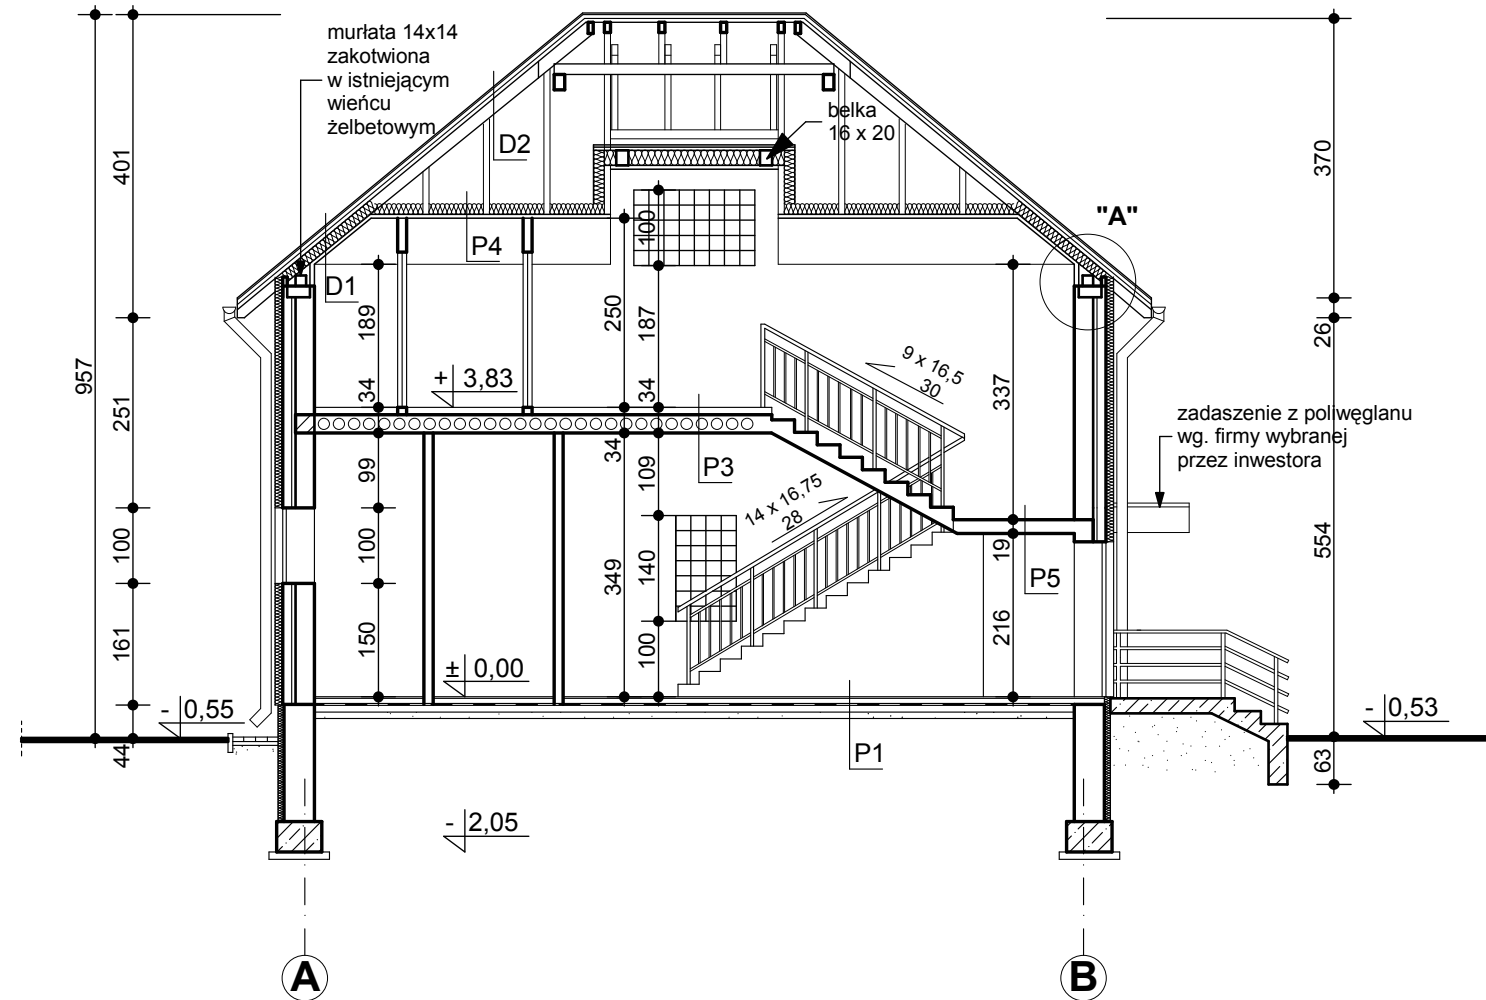 murłata 14x14
zakotwiona
w istniejącym
wieńcu
żelbetowym
belka
16 x 20
D2
"A"
P4
D1
401
957
251
100
161
44
370
26
554
63
100
189
250
187
34
34
+ 3,83
9 x 16,5
30
337
zadaszenie z poliwęglanu
wg. firmy wybranej
przez inwestora
34
99
109
P3
14 x 16,75
28
100
349
140
19
P5
150
100
216
± 0,00
- 0,55
- 0,53
P1
- 2,05
A
B